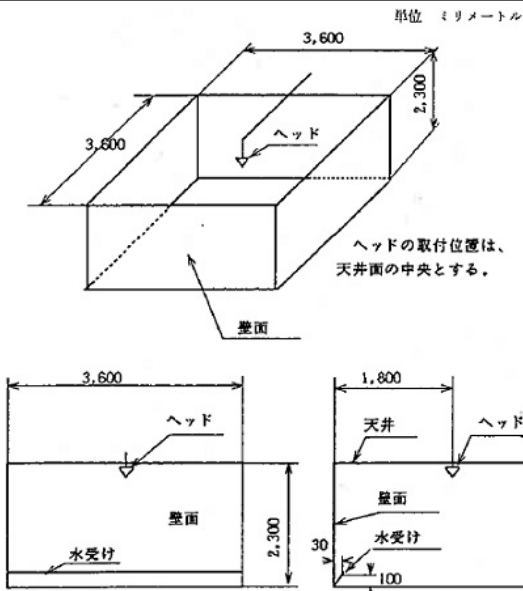 単位 ミリメートル
3,600
2,300
3,600
ヘッド
ヘッドの取付位置は、
天井面の中央とする。
壁面
3,600
ヘッド
壁面
水受け
2,300
1,800
天井
ヘッド
壁面
水受け
30
100